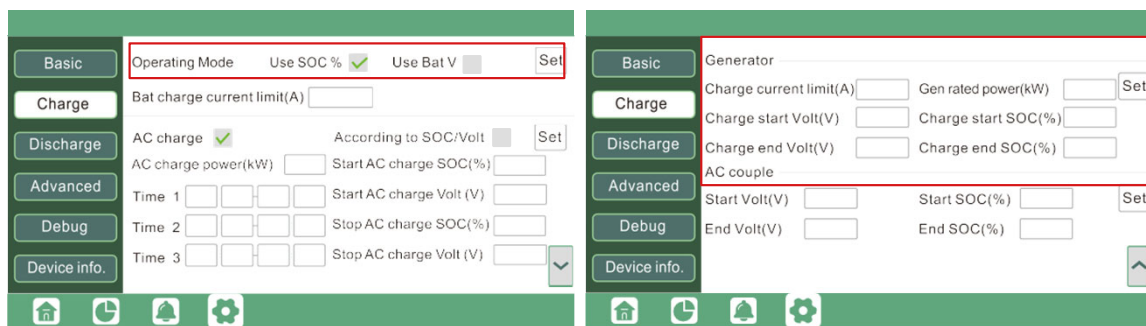 Basic
Charge
Discharge
Advanced
Debug
Device info.
Operating Mode Use SOC % Use Bat V Set
Bat charge current limit(A)
AC charge According to SOC/Volt Set
AC charge power(kW) Start AC charge SOC(%)
Time 1 Start AC charge Volt (V)
Time 2 Stop AC charge SOC(%)
Time 3 Stop AC charge Volt (V)
Basic
Charge
Discharge
Advanced
Debug
Device info.
Generator
Charge current limit(A) Gen rated power(kW) Set
Charge start Volt(V) Charge start SOC(%)
Charge end Volt(V) Charge end SOC(%)
AC couple
Start Volt(V) Start SOC(%) Set
End Volt(V) End SOC(%)